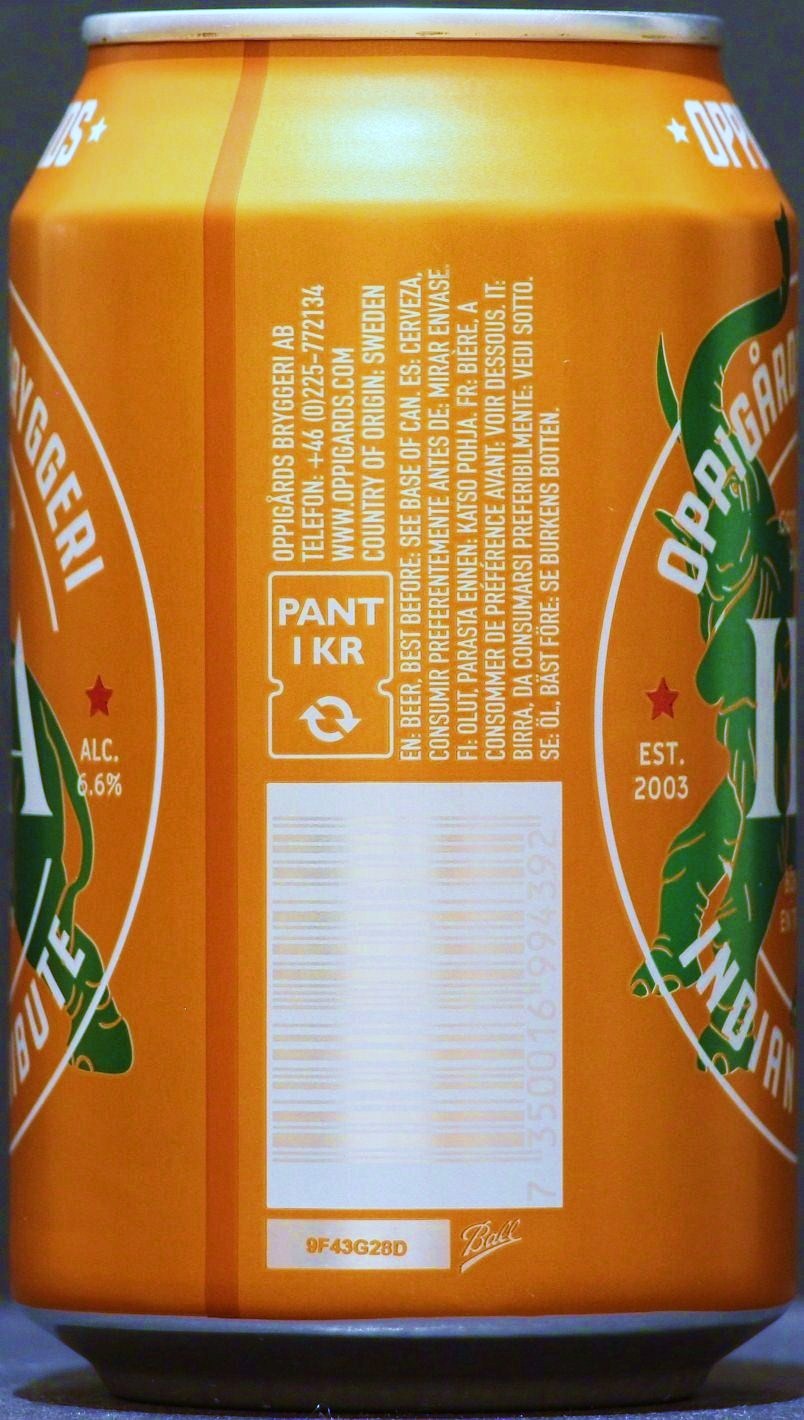 BRYGGERI
ALC.
6.6%
OPPIGÅRDS BRYGGERI AB
TELEFON: +46 (0)225-772134
WWW.OPPIGARDS.COM
COUNTRY OF ORIGIN: SWEDEN
PANT
1 KR
EN: BEER. BEST BEFORE: SEE BASE OF CAN. ES: CERVEZA,
CONSUMIR PREFERENTEMENTE ANTES DE: MIRAR ENVASE.
FI: OLUT, PARASTA ENNEN: KATSO POHJA. FR: BIÈRE, A
CONSOMMER DE PRÉFÉRENCE AVANT: VOIR DESSOUS. IT:
BIRRA, DA CONSUMARSI PREFERIBILMENTE: VEDI SOTTO.
SE: ÖL, BÄST FÖRE: SE BURKENS BOTTEN.
7 350016 994392
9F43G28D
Ball
OPPIGÅRDS
EST.
2003
INDIAN